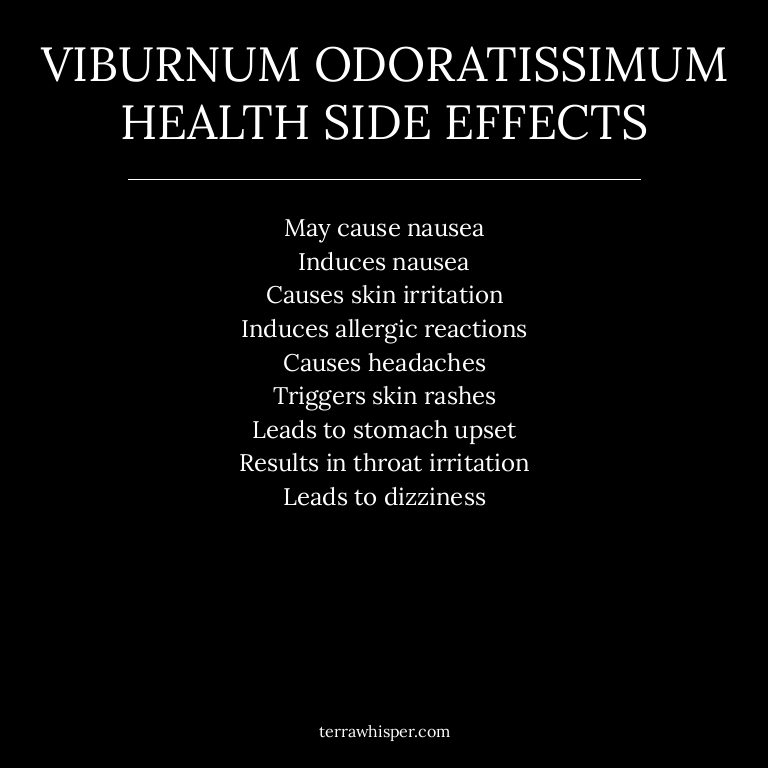 VIBURNUM ODORATISSIMUM
HEALTH SIDE EFFECTS
May cause nausea
Induces nausea
Causes skin irritation
Induces allergic reactions
Causes headaches
Triggers skin rashes
Leads to stomach upset
Results in throat irritation
Leads to dizziness
terrawhisper.com